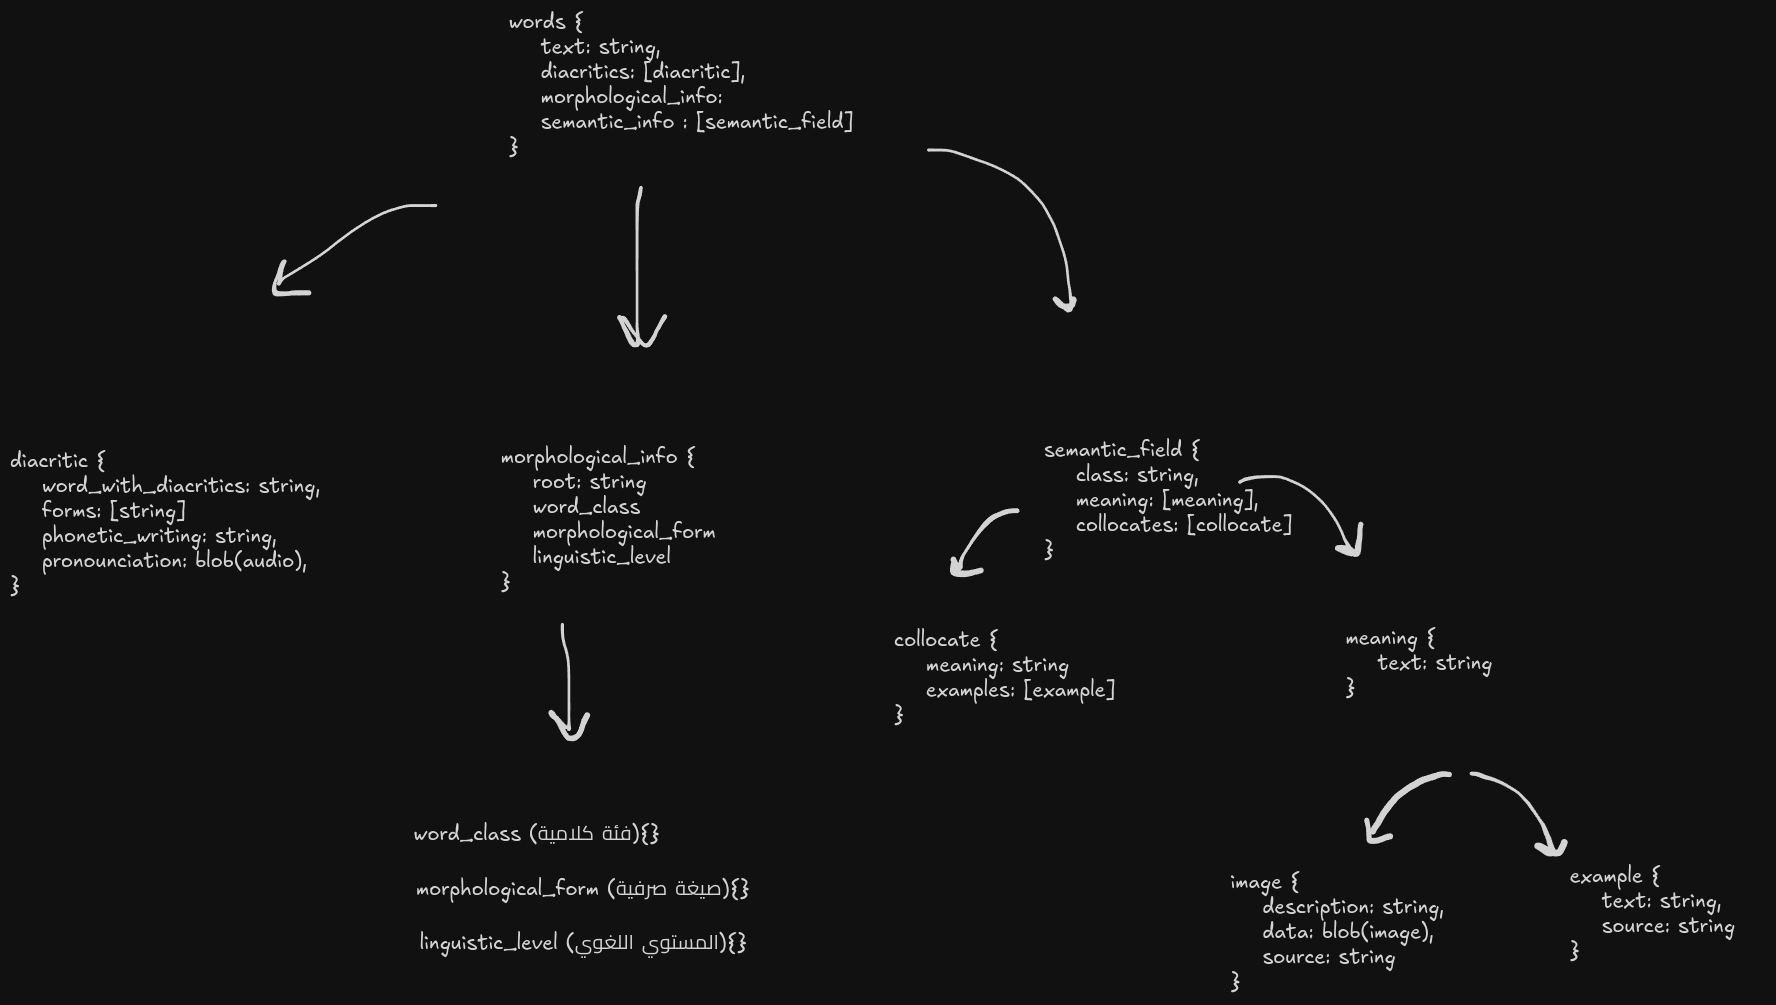 words {
text: string,
diacritics: [diacritic],
morphological_info:
semantic_info : [semantic_field]
}
diacritic {
word_with_diacritics: string,
forms: [string]
phonetic_writing: string,
pronounciation: blob(audio),
}
morphological_info {
root: string
word_class
morphological_form
linguistic_level
}
semantic_field {
class: string,
meaning: [meaning],
collocates: [collocate]
}
collocate {
meaning: string
examples: [example]
}
meaning {
text: string
}
word_class (فئة كلامية){}
morphological_form (صيغة صرفية){}
linguistic_level (المستوي اللغوي){}
image {
description: string,
data: blob(image),
source: string
}
example {
text: string,
source: string
}